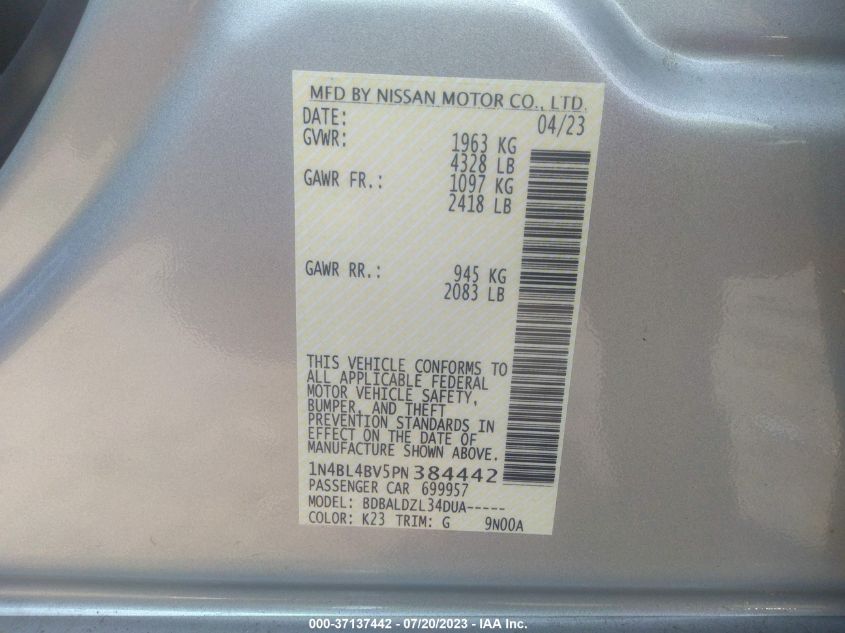 MFD BY NISSAN MOTOR CO., LTD.
DATE: 04/23
GVWR: 1963 KG
4328 LB
GAWR FR.: 1097 KG
2418 LB
GAWR RR.: 945 KG
2083 LB
THIS VEHICLE CONFORMS TO
ALL APPLICABLE FEDERAL
MOTOR VEHICLE SAFETY,
BUMPER, AND THEFT
PREVENTION STANDARDS IN
EFFECT ON THE DATE OF
MANUFACTURE SHOWN ABOVE.
1N4BL4BV5PN384442
PASSENGER CAR 699957
MODEL: BDBALDZL34DUA-----
COLOR: K23 TRIM: G 9N00A
000-37137442 - 07/20/2023 - IAA Inc.